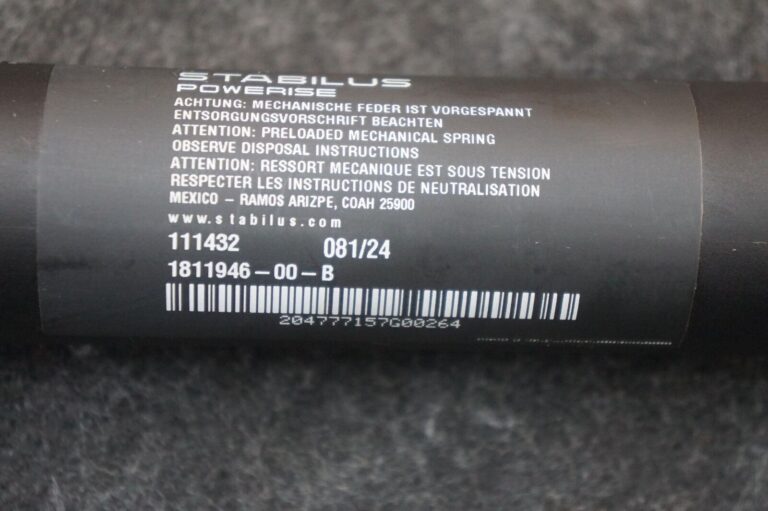 STABILUS
POWERISE
ACHTUNG: MECHANISCHE FEDER IST VORGESPANNT
ENTSORGUNGSVORSCHRIFT BEACHTEN
ATTENTION: PRELOADED MECHANICAL SPRING
OBSERVE DISPOSAL INSTRUCTIONS
ATTENTION: RESSORT MECANIQUE EST SOUS TENSION
RESPECTER LES INSTRUCTIONS DE NEUTRALISATION
MEXICO – RAMOS ARIZPE, COAH 25900
www.stabilus.com
111432 081/24
1811946-00-B
204777157G00264